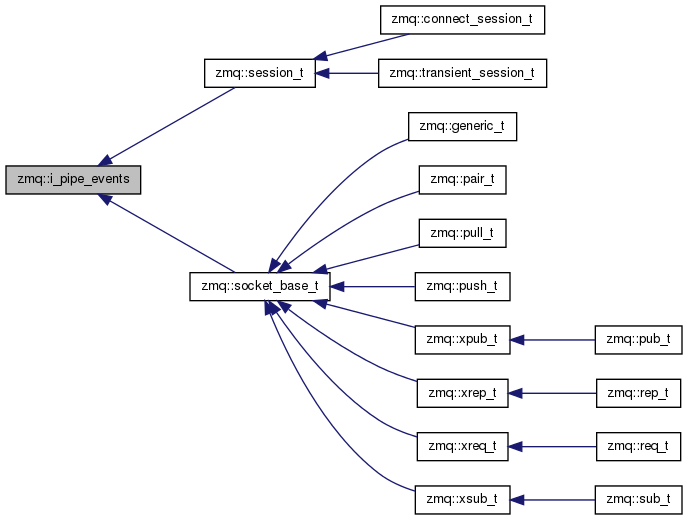 zmq::connect_session_t
zmq::session_t
zmq::transient_session_t
zmq::generic_t
zmq::i_pipe_events
zmq::pair_t
zmq::pull_t
zmq::socket_base_t
zmq::push_t
zmq::xpub_t
zmq::pub_t
zmq::xrep_t
zmq::rep_t
zmq::xreq_t
zmq::req_t
zmq::xsub_t
zmq::sub_t